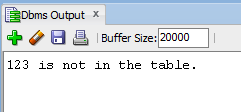 Dbms Output
Buffer Size: 20000
123 is not in the table.